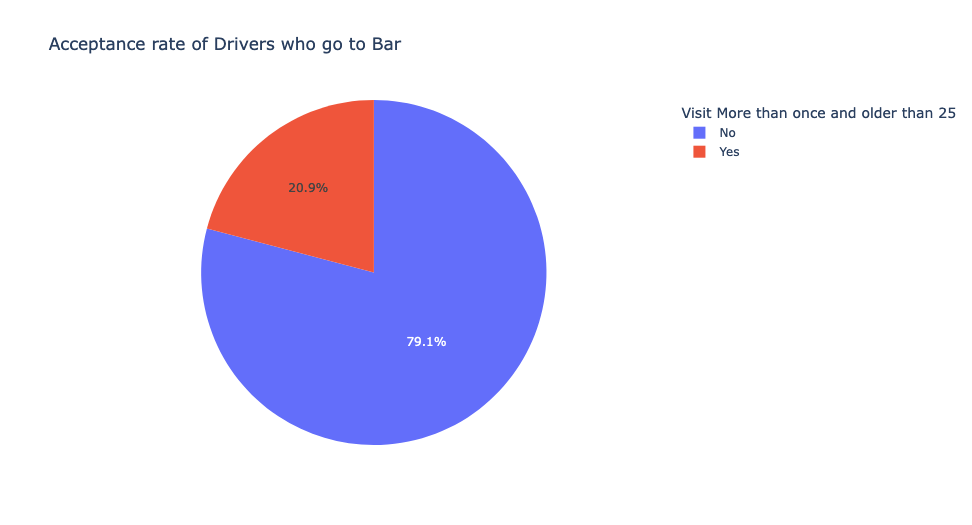 Acceptance rate of Drivers who go to Bar
Visit More than once and older than 25
No
Yes
20.9%
79.1%